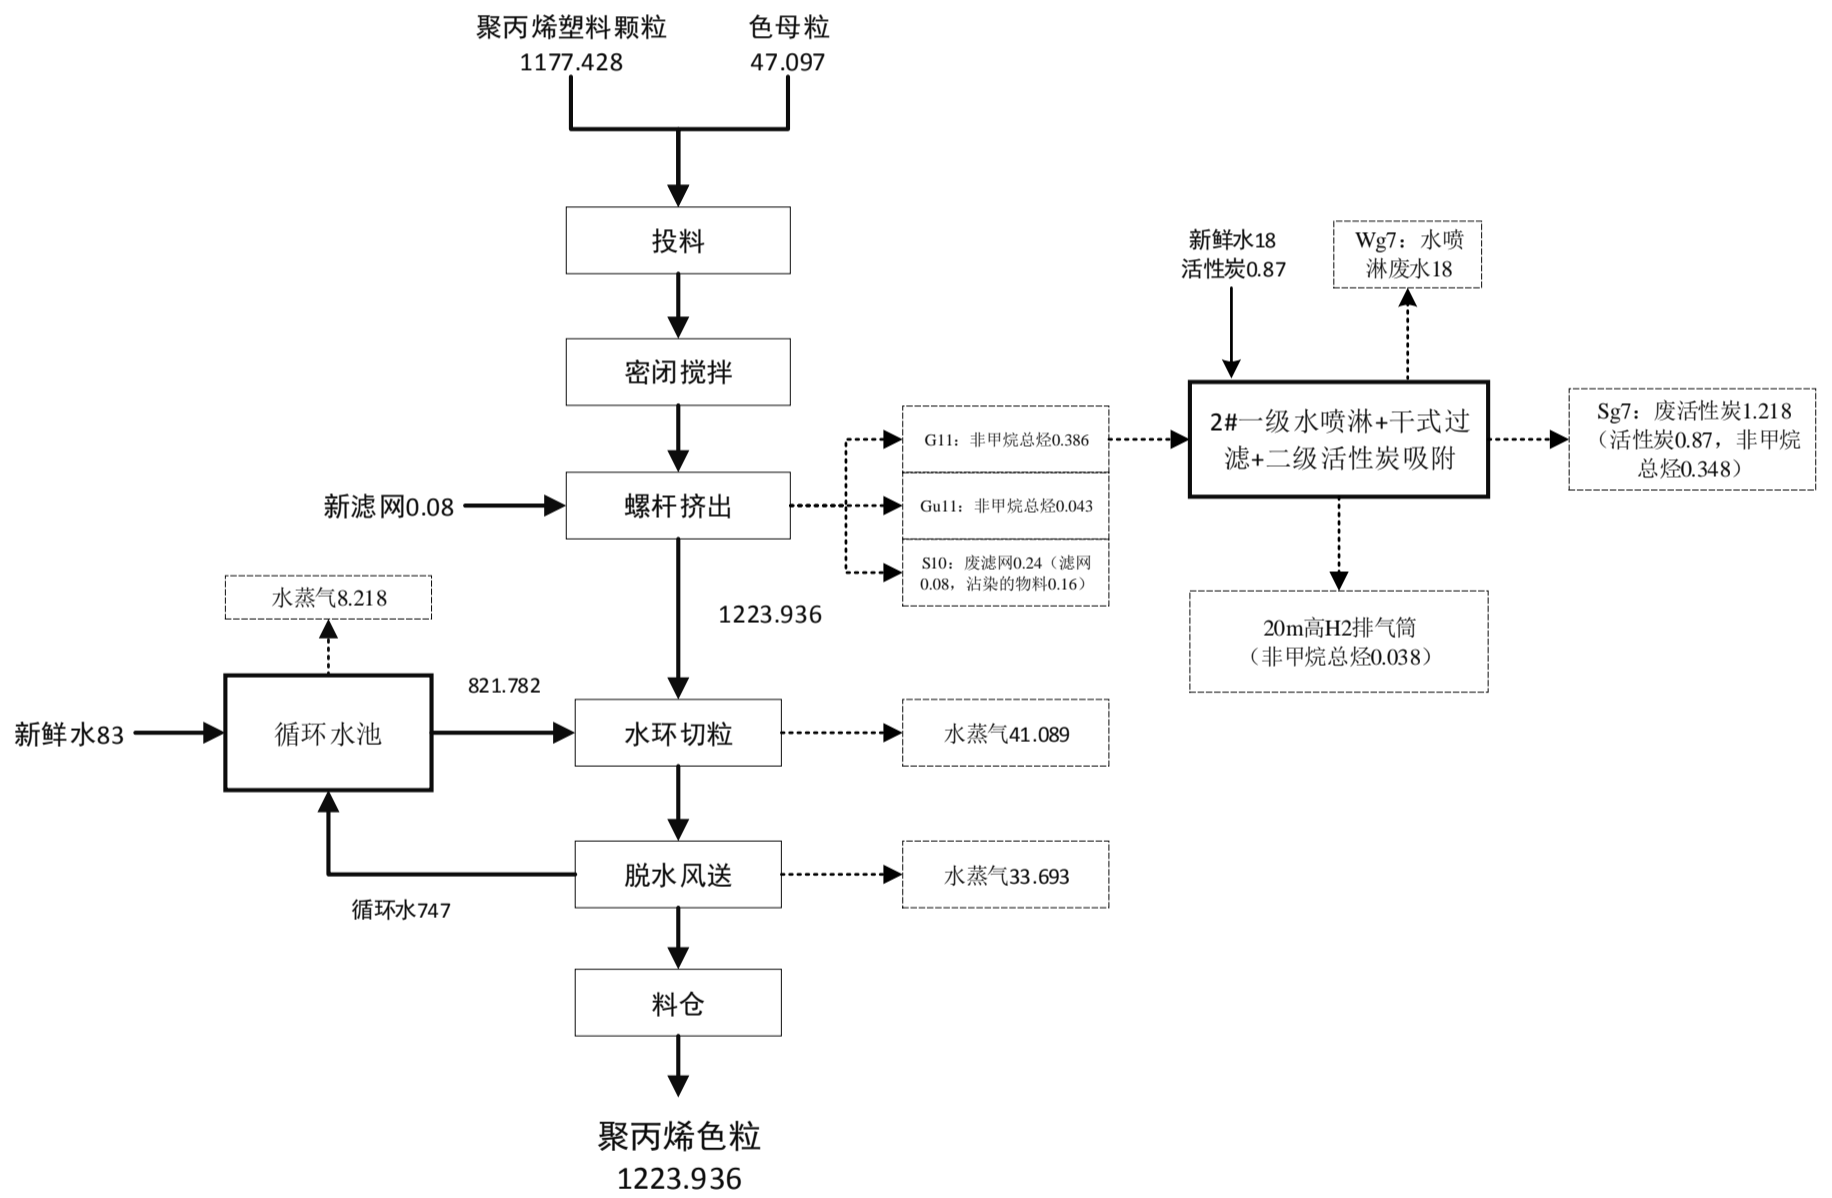 聚丙烯塑料颗粒
1177.428
色母粒
47.097
投料
密闭搅拌
新滤网0.08
螺杆挤出
G11：非甲烷总烃0.386
Gu11：非甲烷总烃0.043
S10：废滤网0.24（滤网
0.08，沾染的物料0.16）
新鲜水18
活性炭0.87
Wg7：水喷
淋废水18
2#一级水喷淋+干式过
滤+二级活性炭吸附
Sg7：废活性炭1.218
（活性炭0.87，非甲烷
总烃0.348）
20m高H2排气筒
（非甲烷总烃0.038）
1223.936
水蒸气8.218
新鲜水83
循环水池
821.782
水环切粒
水蒸气41.089
脱水风送
水蒸气33.693
循环水747
料仓
聚丙烯色粒
1223.936